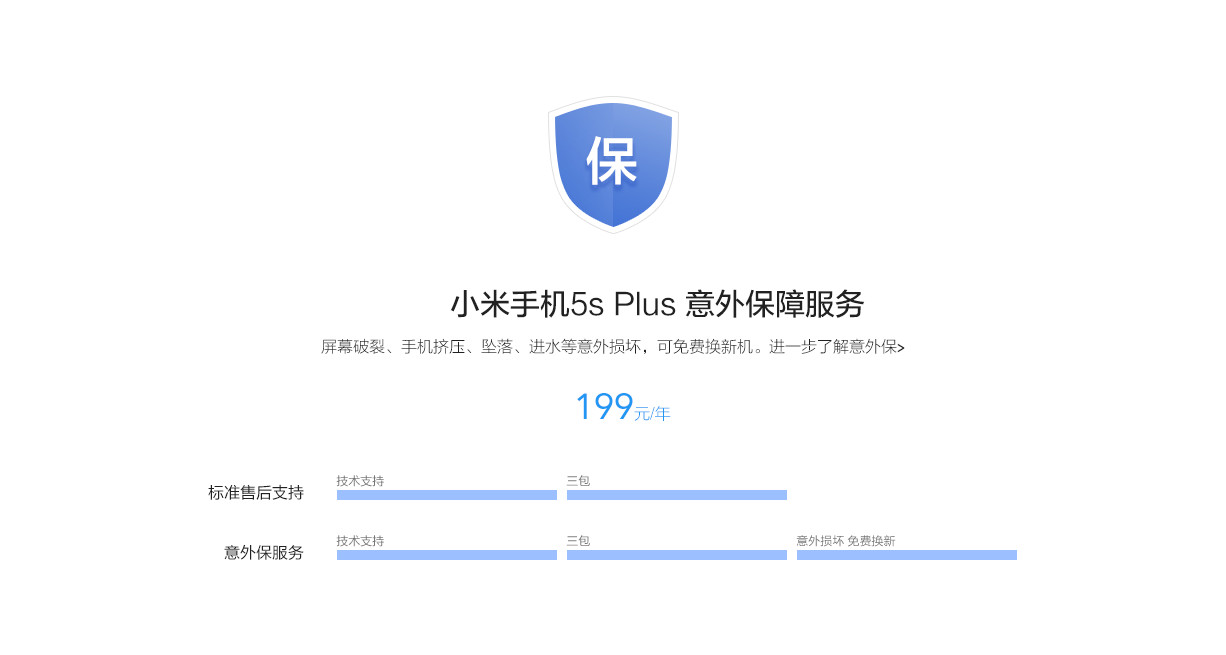 保
小米手机5s Plus 意外保障服务
屏幕破裂、手机挤压、坠落、进水等意外损坏，可免费换新机。进一步了解意外保>
199元/年
标准售后支持 技术支持 三包
意外保服务 技术支持 三包 意外损坏 免费换新